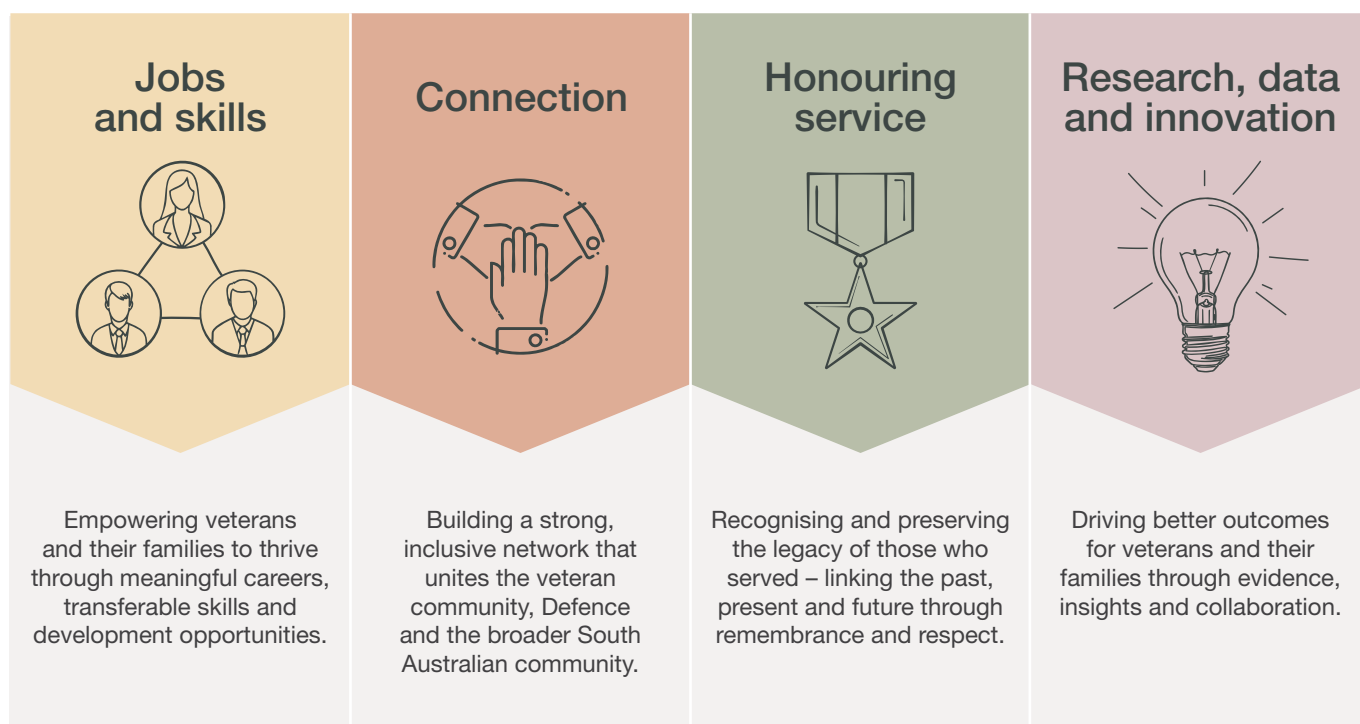 Jobs
and skills
Empowering veterans
and their families to thrive
through meaningful careers,
transferable skills and
development opportunities.
Connection
Building a strong,
inclusive network that
unites the veteran
community, Defence
and the broader South
Australian community.
Honouring
service
Recognising and preserving
the legacy of those who
served – linking the past,
present and future through
remembrance and respect.
Research, data
and innovation
Driving better outcomes
for veterans and their
families through evidence,
insights and collaboration.